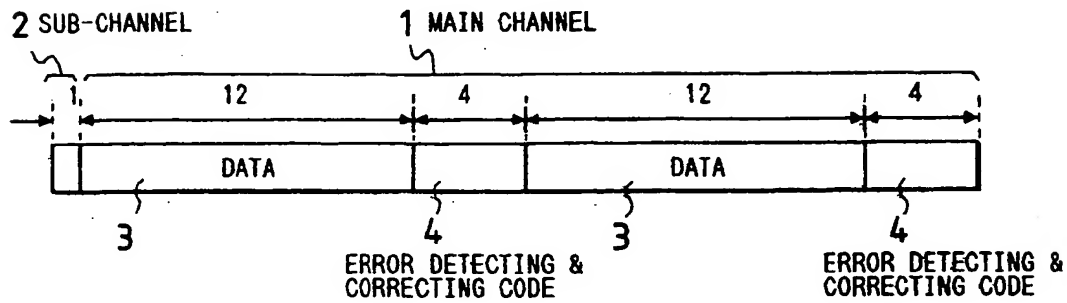 2 SUB-CHANNEL 1 MAIN CHANNEL
1 12 4 12 4
DATA DATA
3 4 3 4
ERROR DETECTING & ERROR DETECTING &
CORRECTING CODE CORRECTING CODE